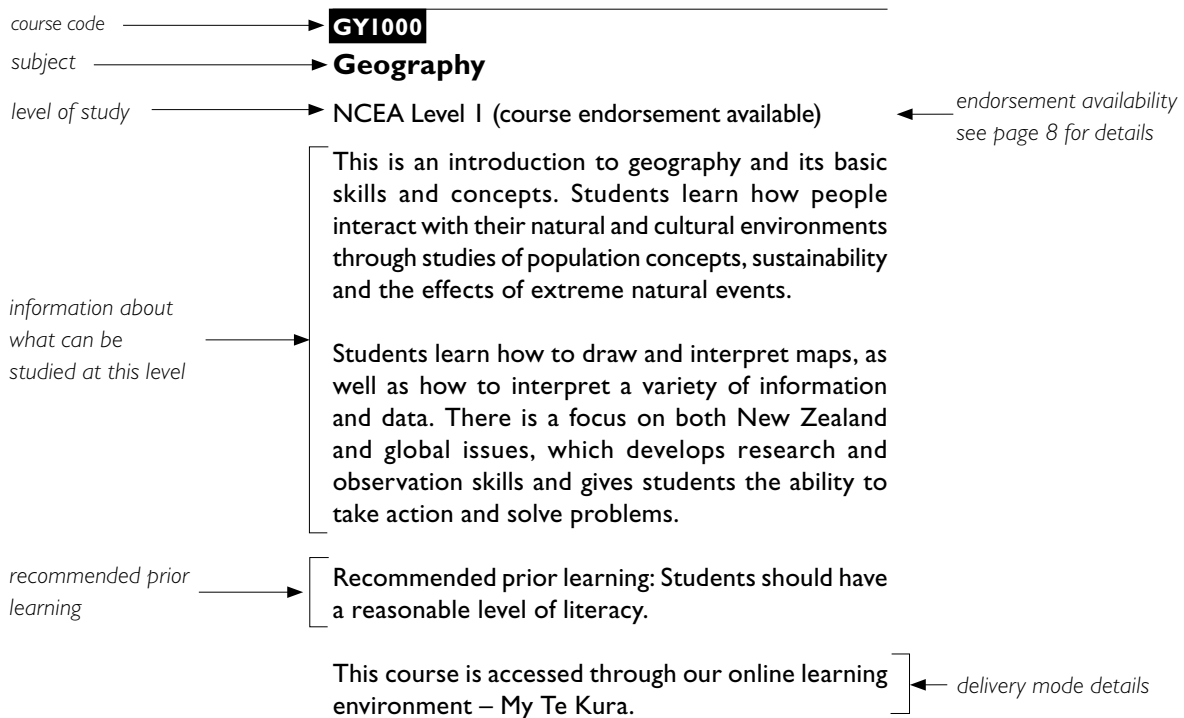 course code
GY1000
subject
Geography
level of study
NCEA Level 1 (course endorsement available)
endorsement availability
see page 8 for details
This is an introduction to geography and its basic
skills and concepts. Students learn how people
interact with their natural and cultural environments
through studies of population concepts, sustainability
and the effects of extreme natural events.
information about
what can be
studied at this level
Students learn how to draw and interpret maps, as
well as how to interpret a variety of information
and data. There is a focus on both New Zealand
and global issues, which develops research and
observation skills and gives students the ability to
take action and solve problems.
recommended prior
learning
Recommended prior learning: Students should have
a reasonable level of literacy.
This course is accessed through our online learning
environment – My Te Kura.
delivery mode details